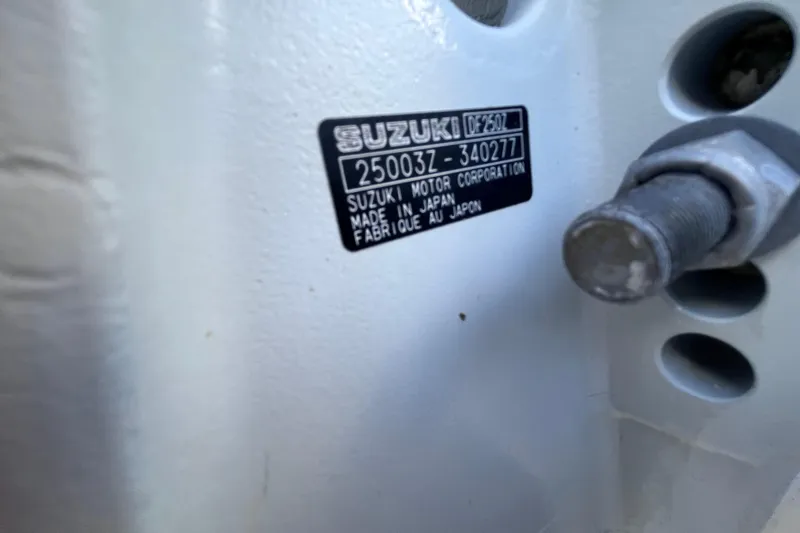 SUZUKI DF250Z
25003Z-340277
SUZUKI MOTOR CORPORATION
MADE IN JAPAN
FABRIQUE AU JAPON